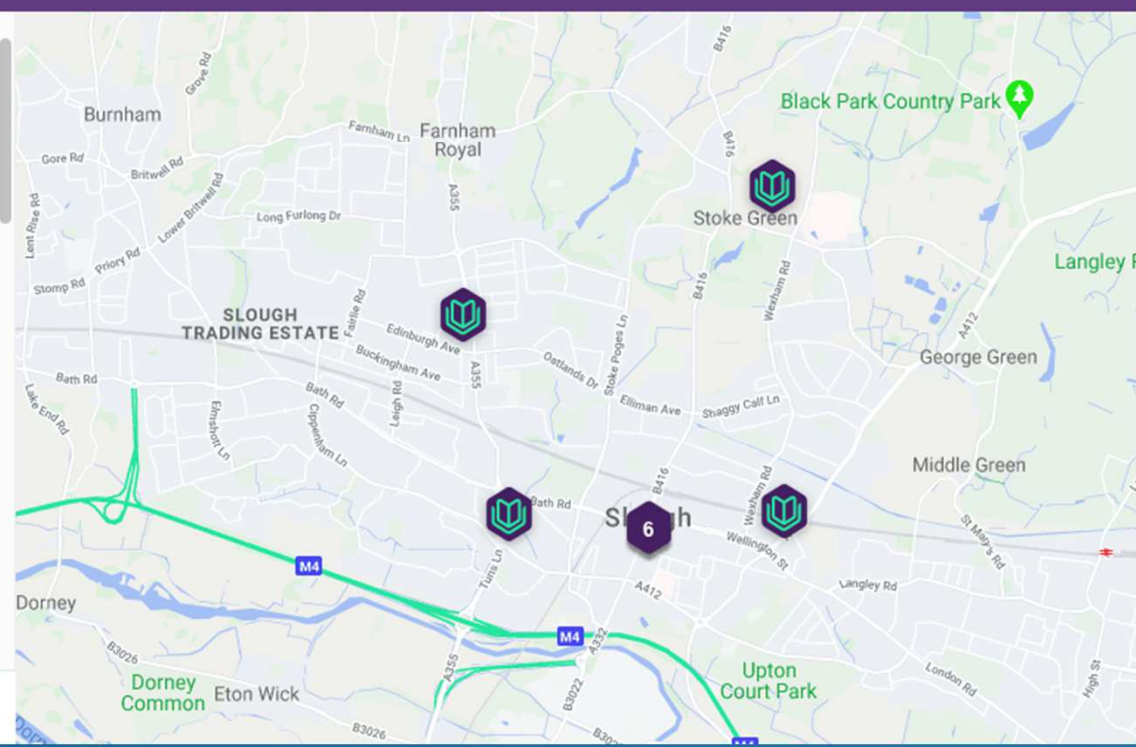 B416
Grove Rd
Black Park Country Park
Burnham
Farnham Ln
Farnham
Royal
B416
Gore Rd
Britwell Rd
Lower Britwell Rd
A355
Stoke Green
Lent Rise Rd
Long Furlong Dr
Priory Rd
Langley
Stomp Rd
B416
Wexham Rd
SLOUGH
TRADING ESTATE
Fairlie Rd
Edinburgh Ave
A412
Buckingham Ave
Stoke Poges Ln
George Green
Bath Rd
A355
Oatlands Dr
Lake End Rd
Bath Rd
Leigh Rd
Elliman Ave
Shaggy Calf Ln
Elmshott Ln
Cippenham Ln
Middle Green
B416
Wexham Rd
Bath Rd
6
Wellington St
St Mary's Rd
M4
Tuns Ln
A412
Langley Rd
Dorney
M4
A332
B3026
A355
Upton
Court Park
London Rd
High St
Dorney
Common
Eton Wick
B3022
B3026
B3026
M4